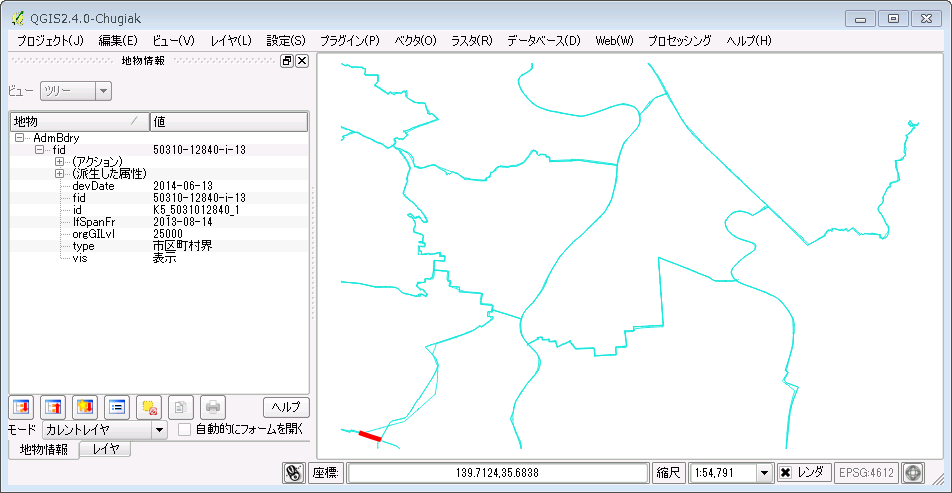 QGIS2.4.0-Chugiak
プロジェクト(J) 編集(E) ビュー(V) レイヤ(L) 設定(S) プラグイン(P) ベクタ(O) ラスタ(R) データベース(D) Web(W) プロセッシング ヘルプ(H)
地物情報
ビュー ツリー
地物 値
AdmBdry
fid 50310-12840-i-13
(アクション)
(派生した属性)
devDate 2014-06-13
fid 50310-12840-i-13
id K5_5031012840_1
lfSpanFr 2013-08-14
orgGILvl 25000
type 市区町村界
vis 表示
ヘルプ
モード カレントレイヤ 自動的にフォームを開く
地物情報 レイヤ
座標: 139.7124,35.6838 縮尺 1:54,791 レンダ EPSG:4612